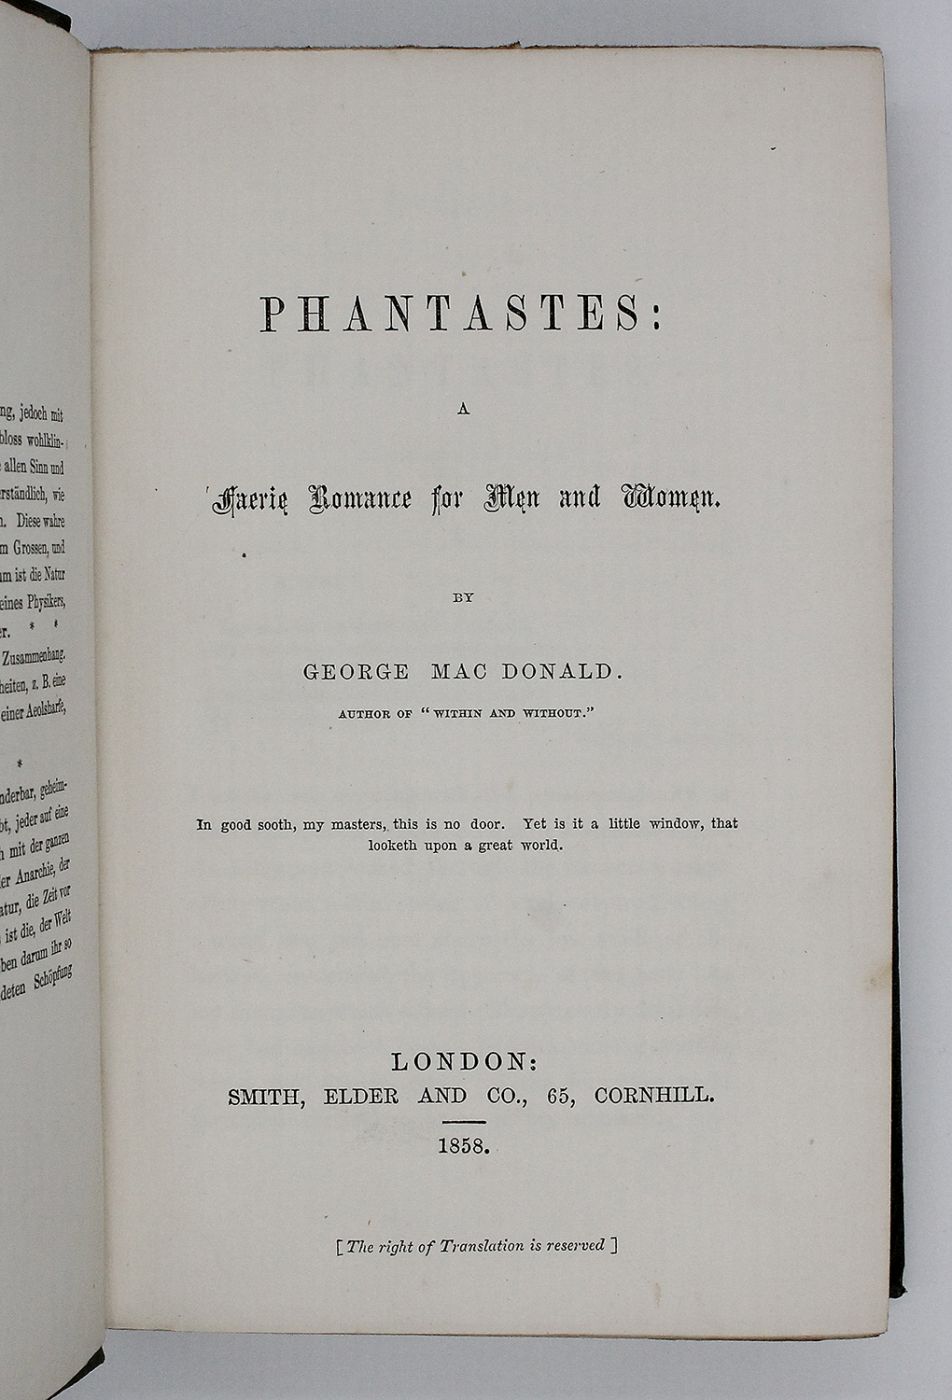 ng, jedoch mit
bloss wohlklin-
allen Sinn und
rständlich, wie
n. Diese wahre
m Grossen, und
um ist die Natur
eines Physikers,
er. * *
Zusammenhang.
heiten, z. B. eine
einer Aeolsharfe,
*
nderbar, geheim-
bt, jeder auf eine
h mit der ganzen
er Anarchie, der
atur, die Zeit vor
ist die, der Welt
ben darum ihr so
deten Schöpfung
PHANTASTES:
A
Faerie Romance for Men and Women.
BY
GEORGE MAC DONALD.
AUTHOR OF "WITHIN AND WITHOUT."
In good sooth, my masters, this is no door. Yet is it a little window, that
looketh upon a great world.
LONDON:
SMITH, ELDER AND CO., 65, CORNHILL.
1858.
[The right of Translation is reserved]